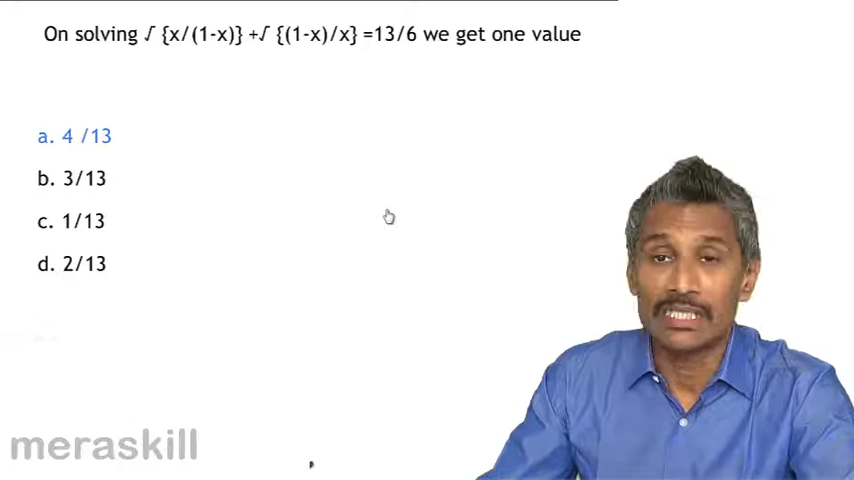 On solving √ {x/(1-x)} +√ {(1-x)/x} =13/6 we get one value
a. 4 /13
b. 3/13
c. 1/13
d. 2/13
meraskill